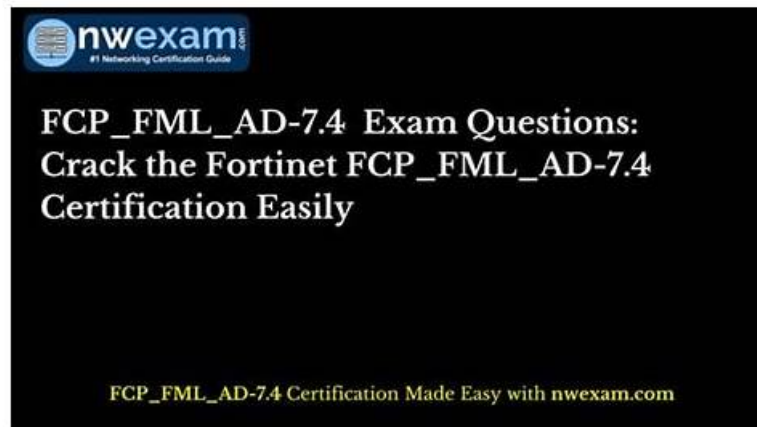 nwexam.com
#1 Networking Certification Guide
FCP_FML_AD-7.4 Exam Questions:
Crack the Fortinet FCP_FML_AD-7.4
Certification Easily
FCP_FML_AD-7.4 Certification Made Easy with nwexam.com